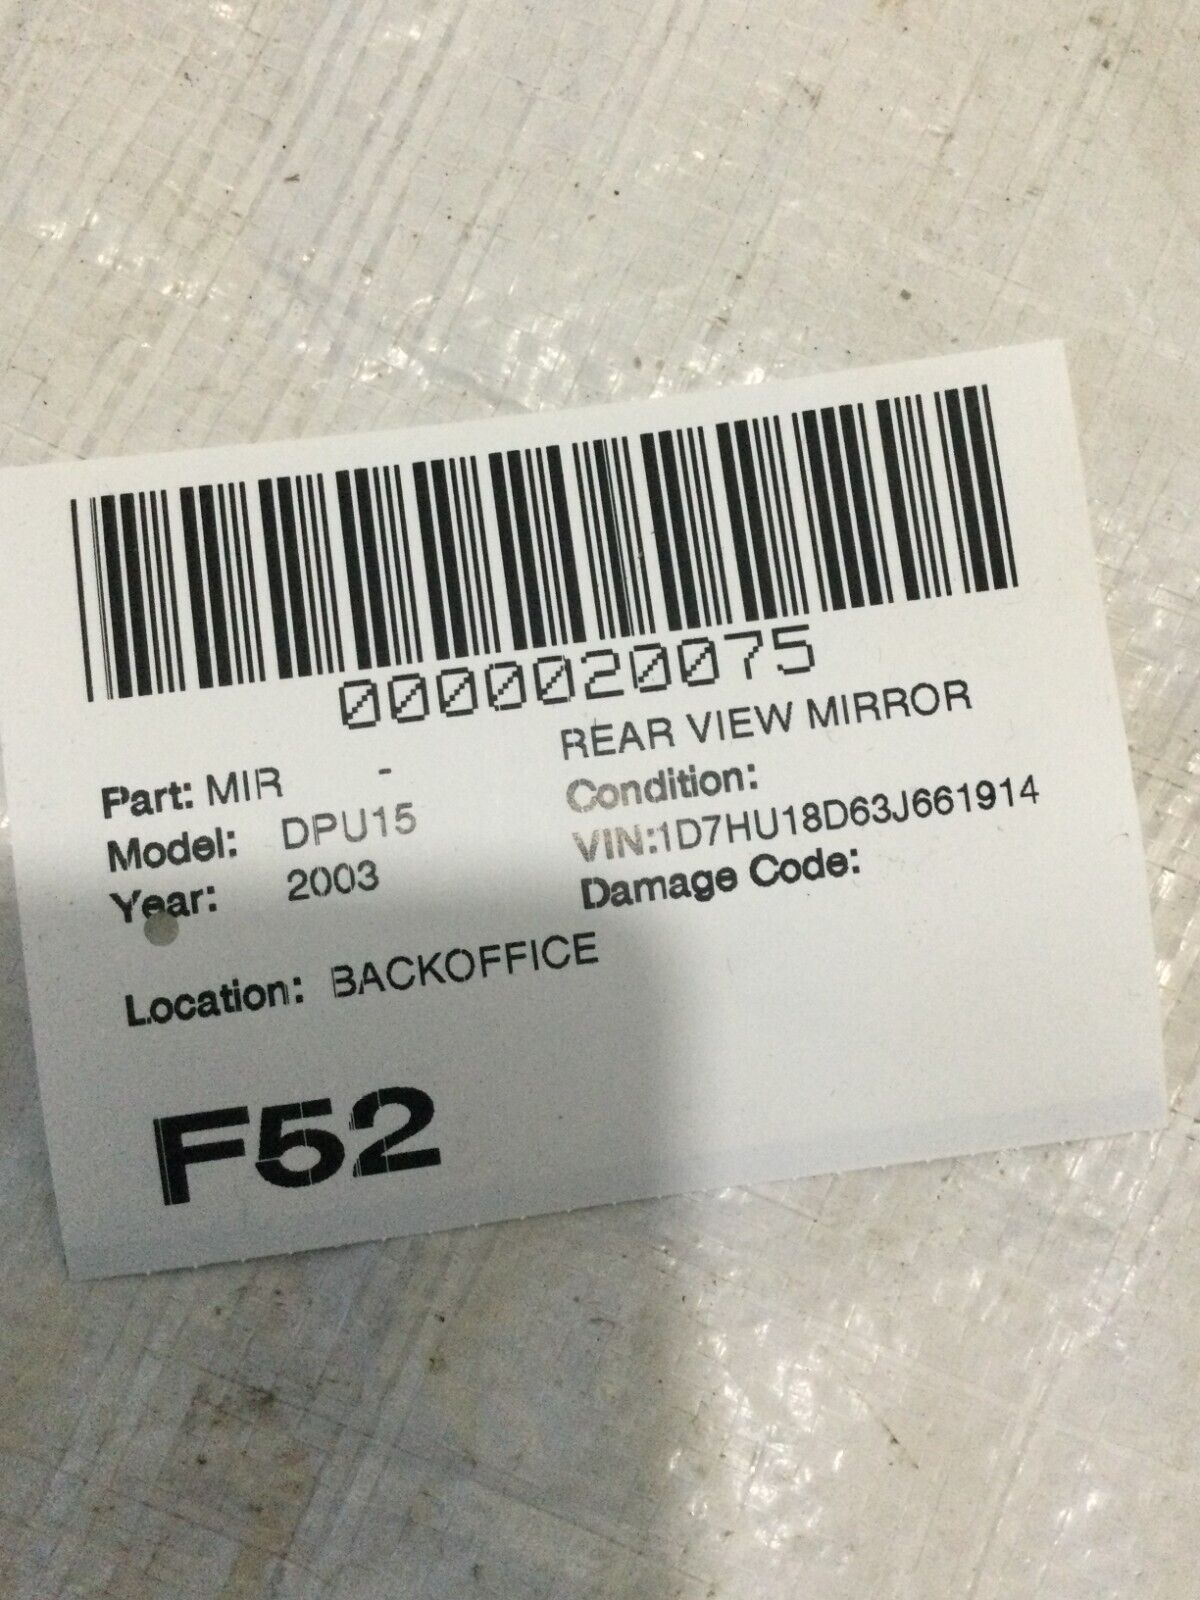 0000020075
Part: MIR - REAR VIEW MIRROR
Model: DPU15 Condition:
Year: 2003 VIN:1D7HU18D63J661914
Damage Code:
Location: BACKOFFICE
F52